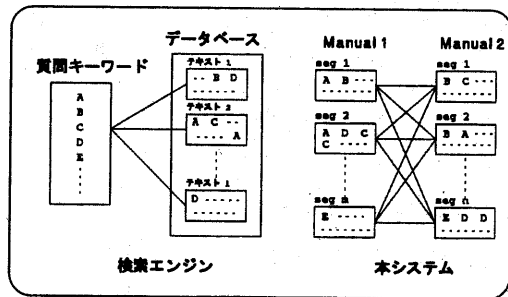 データベース
質問キーワード
A
B
C
D
E
テキスト 1
-- B D
テキスト 2
A C --
---- A
テキスト i
D -----
検索エンジン
Manual 1
Manual 2
seg 1
A B ----
seg 2
A D C
C ----
seg m
E ----
seg 1
B C ---
seg 2
B A ---
seg n
E D D
本システム